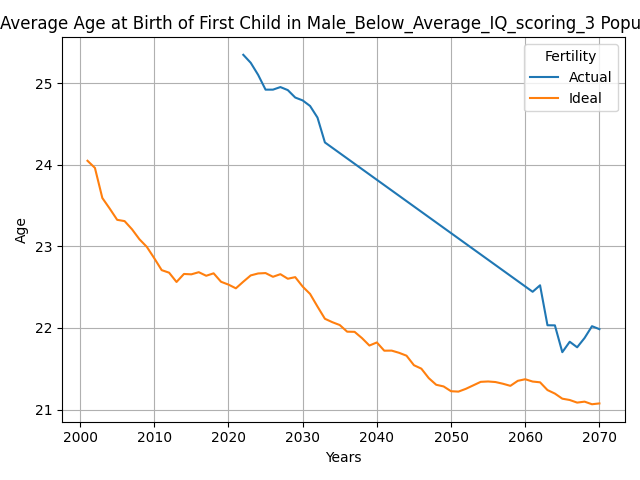 Average Age at Birth of First Child in Male_Below_Average_IQ_scoring_3 Popu
Fertility
Actual
Ideal
Age
25
24
23
22
21
2000 2010 2020 2030 2040 2050 2060 2070
Years